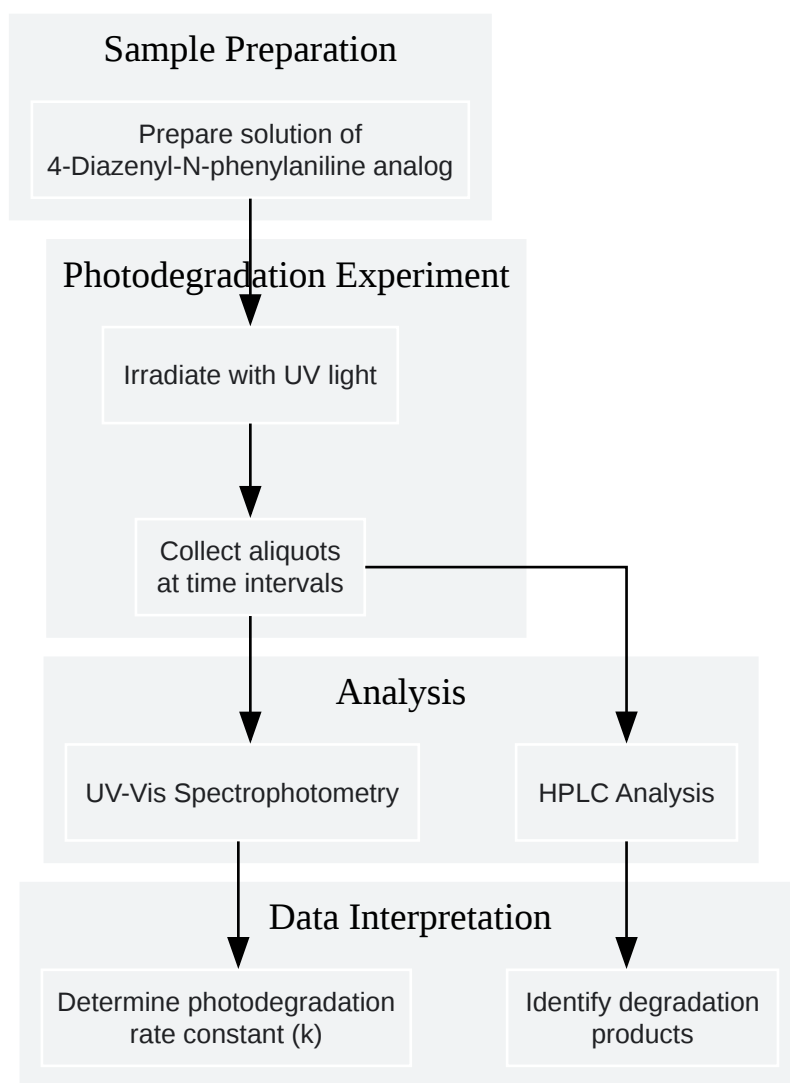 Sample Preparation
Prepare solution of
4-Diazenyl-N-phenylaniline analog
Photodegradation Experiment
Irradiate with UV light
Collect aliquots
at time intervals
Analysis
UV-Vis Spectrophotometry
HPLC Analysis
Data Interpretation
Determine photodegradation
rate constant (k)
Identify degradation
products